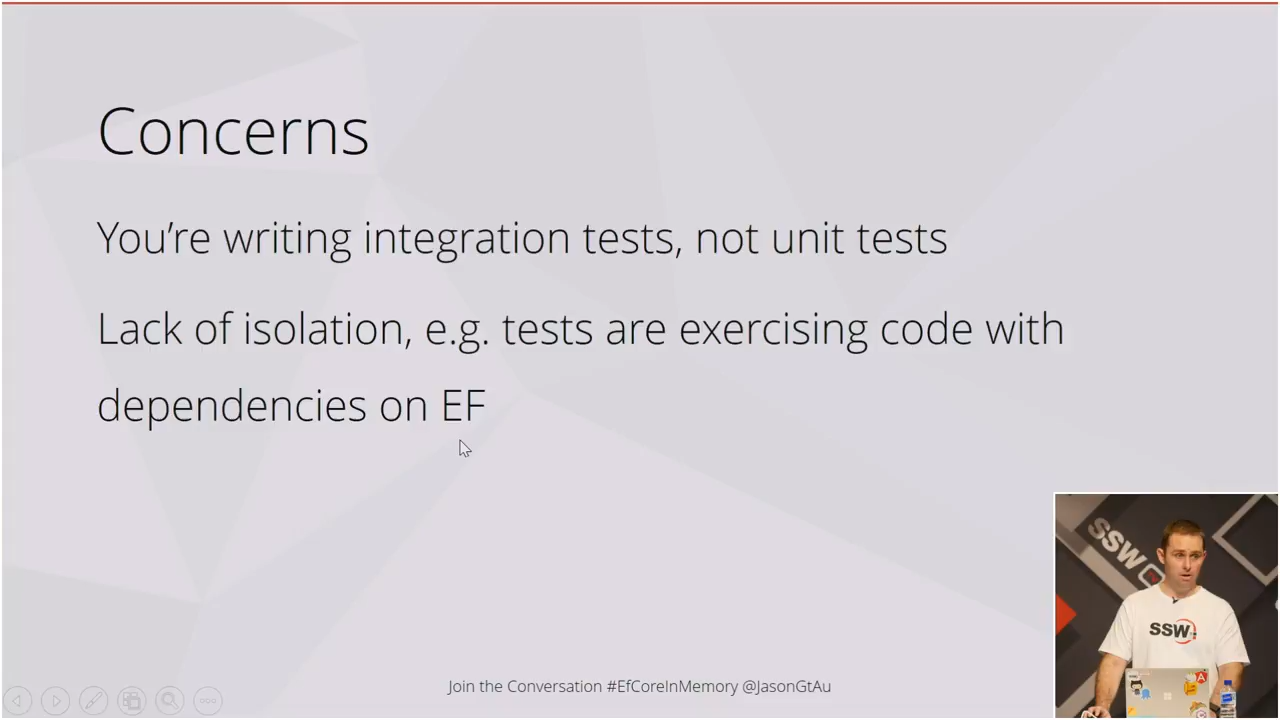 Concerns
You're writing integration tests, not unit tests
Lack of isolation, e.g. tests are exercising code with
dependencies on EF
Join the Conversation #EfCoreInMemory @JasonGtAu
SSW
SSW
A